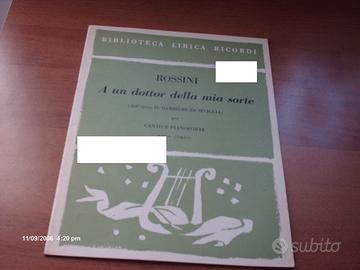 BIBLIOTECA LIRICA RICORDI
ROSSINI
A un dottor della mia sorte
(dall'opera IL BARBIERE DI SIVIGLIA)
per
CANTO E PIANOFORTE
11/09/2006 4:20 pm
subito